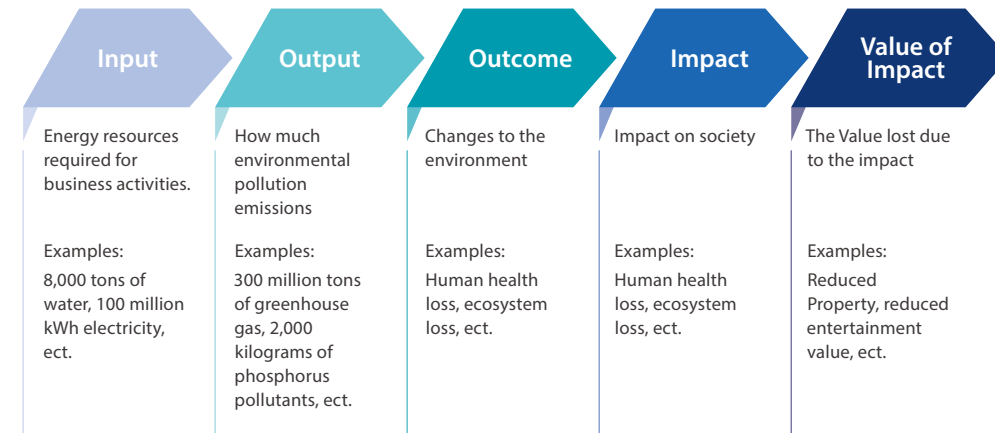 Input
Energy resources
required for
business activities.
Examples:
8,000 tons of
water, 100 million
kWh electricity,
ect.
Output
How much
environmental
pollution
emissions
Examples:
300 million tons
of greenhouse
gas, 2,000
kilograms of
phosphorus
pollutants, ect.
Outcome
Changes to the
environment
Examples:
Human health
loss, ecosystem
loss, ect.
Impact
Impact on society
Examples:
Human health
loss, ecosystem
loss, ect.
Value of
Impact
The Value lost due
to the impact
Examples:
Reduced
Property, reduced
entertainment
value, ect.